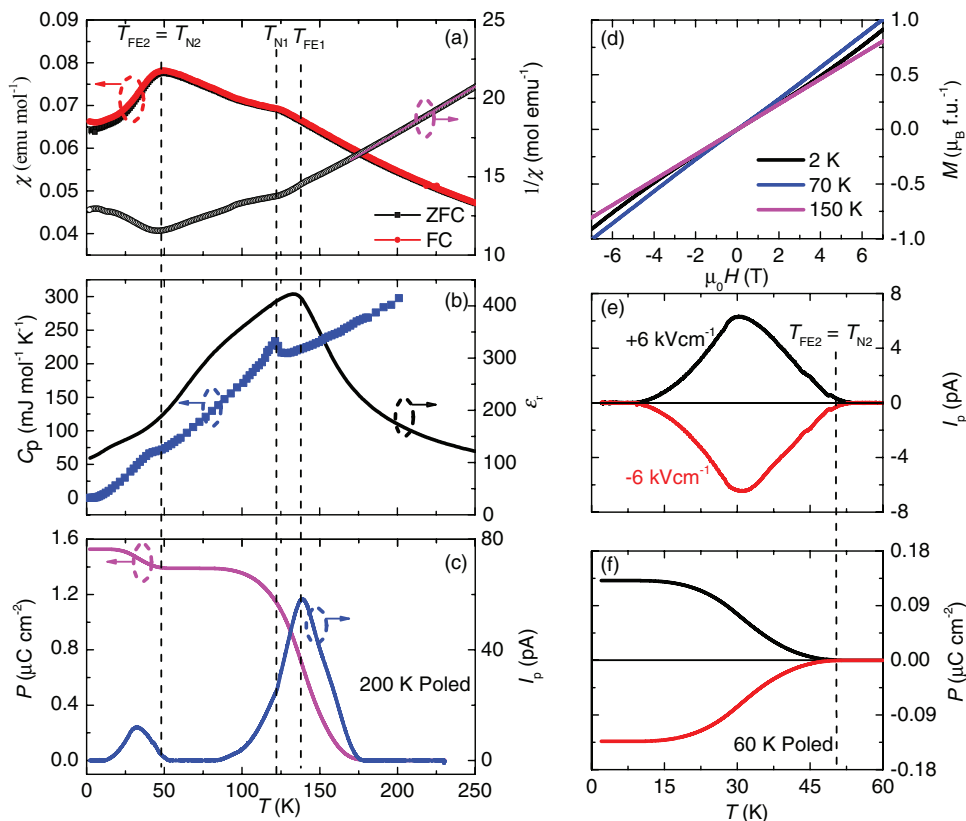 T_FE2 = T_N2
T_N1 T_FE1
(a)
χ (emu mol⁻¹)
0.09
0.08
0.07
0.06
0.05
0.04
1/χ (mol emu⁻¹)
25
20
15
10
ZFC
FC
(b)
C_p (mJ mol⁻¹ K⁻¹)
300
250
200
150
100
50
0
ε_r
400
300
200
100
0
(c)
P (μC cm⁻²)
1.6
1.2
0.8
0.4
0.0
I_p (pA)
80
40
0
200 K Poled
0 25 50 75 100 125 150 175 200 225 250
T (K)
(d)
M (μ_B f.u.⁻¹)
1.0
0.5
0.0
-0.5
-1.0
2 K
70 K
150 K
-6 -4 -2 0 2 4 6
μ₀H (T)
(e)
+6 kVcm⁻¹
T_FE2 = T_N2
-6 kVcm⁻¹
I_p (pA)
8
4
0
-4
-8
(f)
P (μC cm⁻²)
0.18
0.09
0.00
-0.09
-0.18
60 K Poled
0 15 30 45 60
T (K)